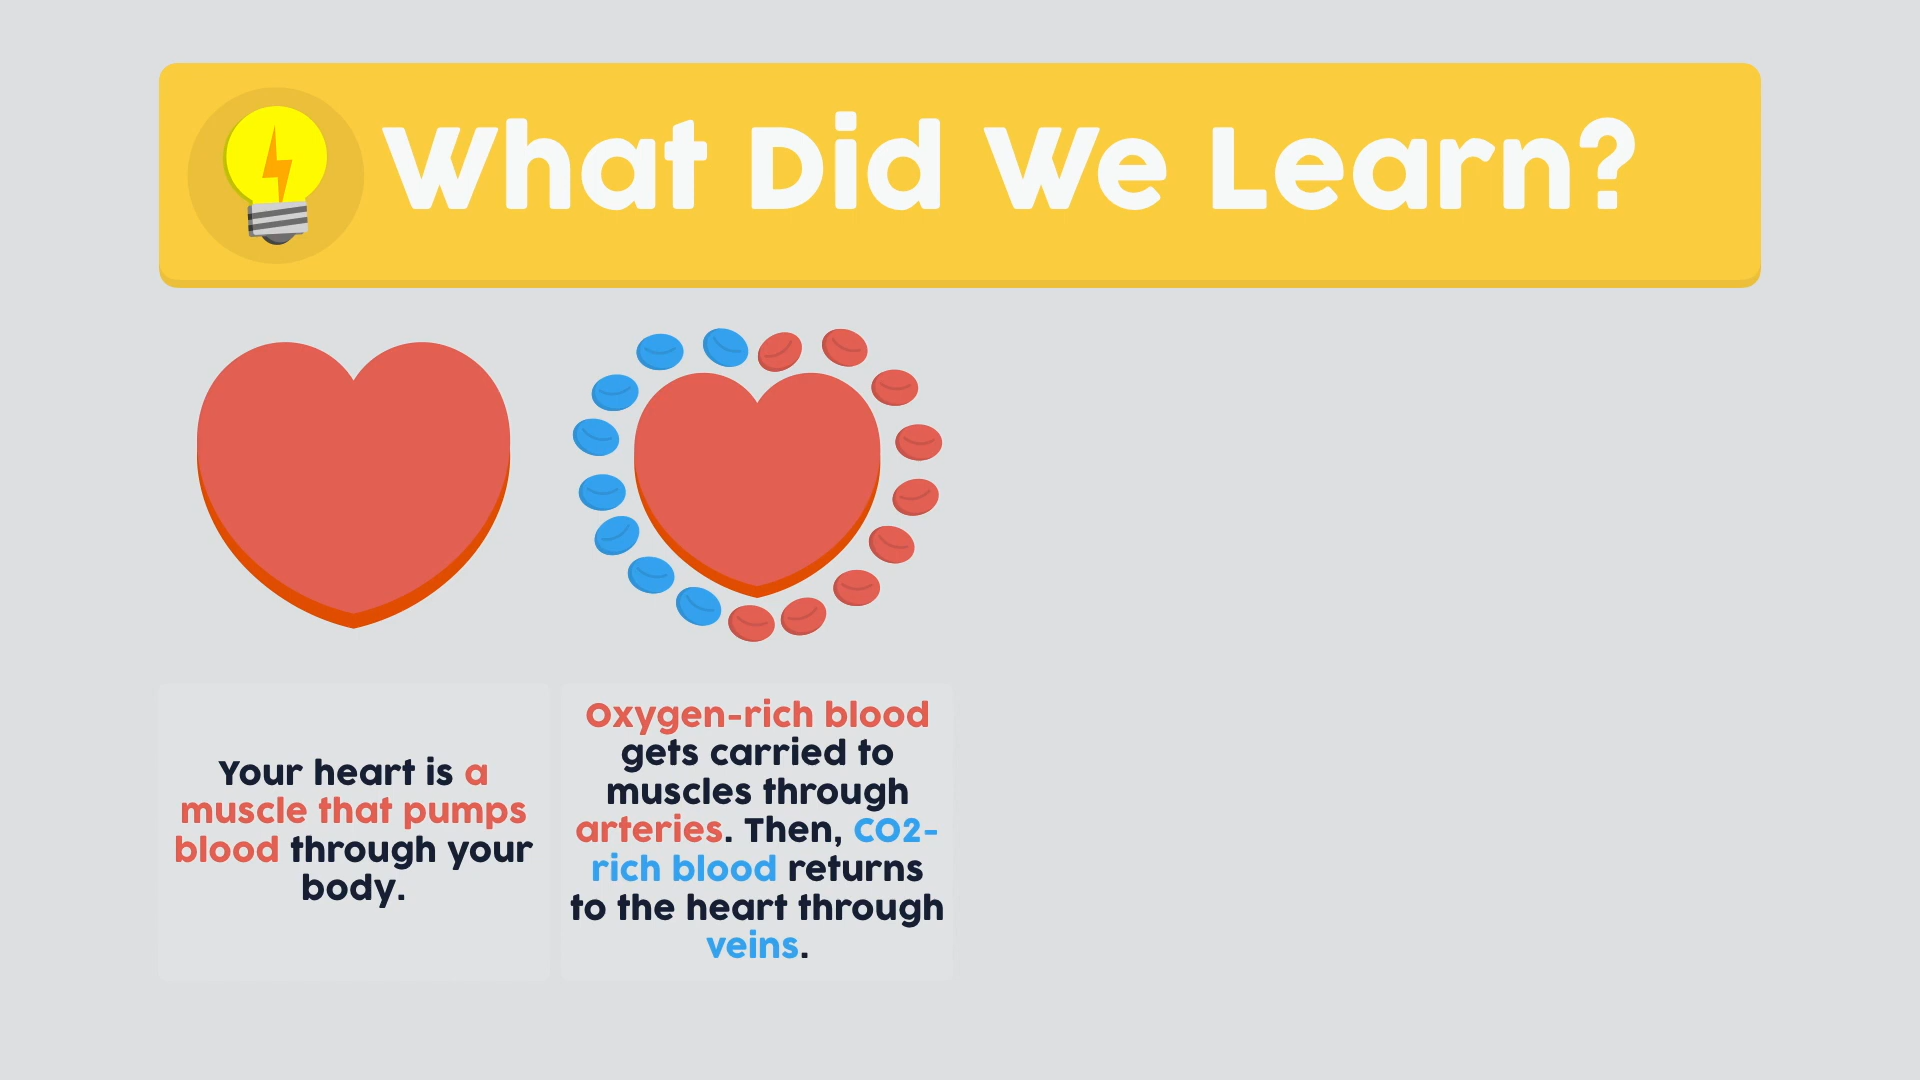 What Did We Learn?
Your heart is a
muscle that pumps
blood through your
body.
Oxygen-rich blood
gets carried to
muscles through
arteries. Then, CO2-
rich blood returns
to the heart through
veins.